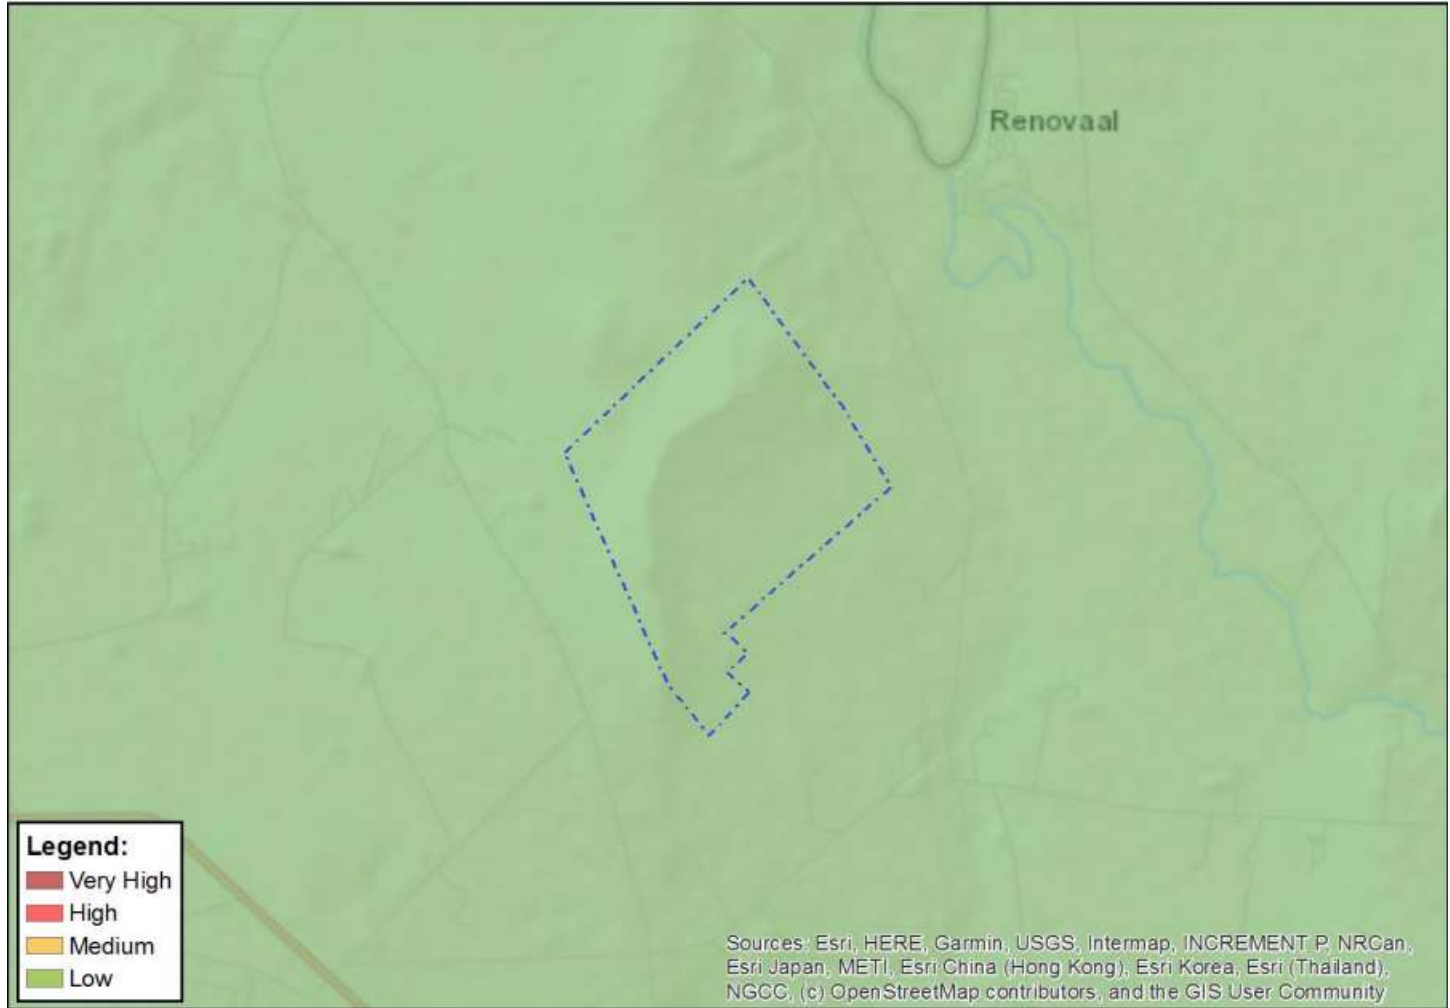 Renovaal
Legend:
Very High
High
Medium
Low
Sources: Esri, HERE, Garmin, USGS, Intermap, INCREMENT P, NRCan,
Esri Japan, METI, Esri China (Hong Kong), Esri Korea, Esri (Thailand),
NGCC, (c) OpenStreetMap contributors, and the GIS User Community